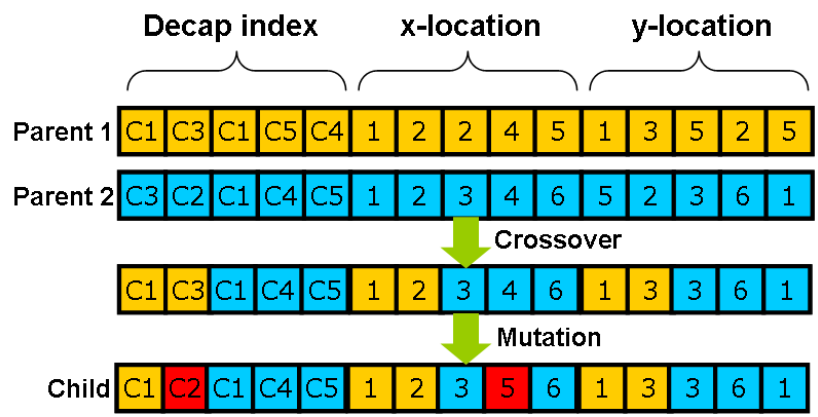 Decap index x-location y-location
Parent 1 C1 C3 C1 C5 C4 1 2 2 4 5 1 3 5 2 5
Parent 2 C3 C2 C1 C4 C5 1 2 3 4 6 5 2 3 6 1
Crossover
C1 C3 C1 C4 C5 1 2 3 4 6 1 3 3 6 1
Mutation
Child C1 C2 C1 C4 C5 1 2 3 5 6 1 3 3 6 1